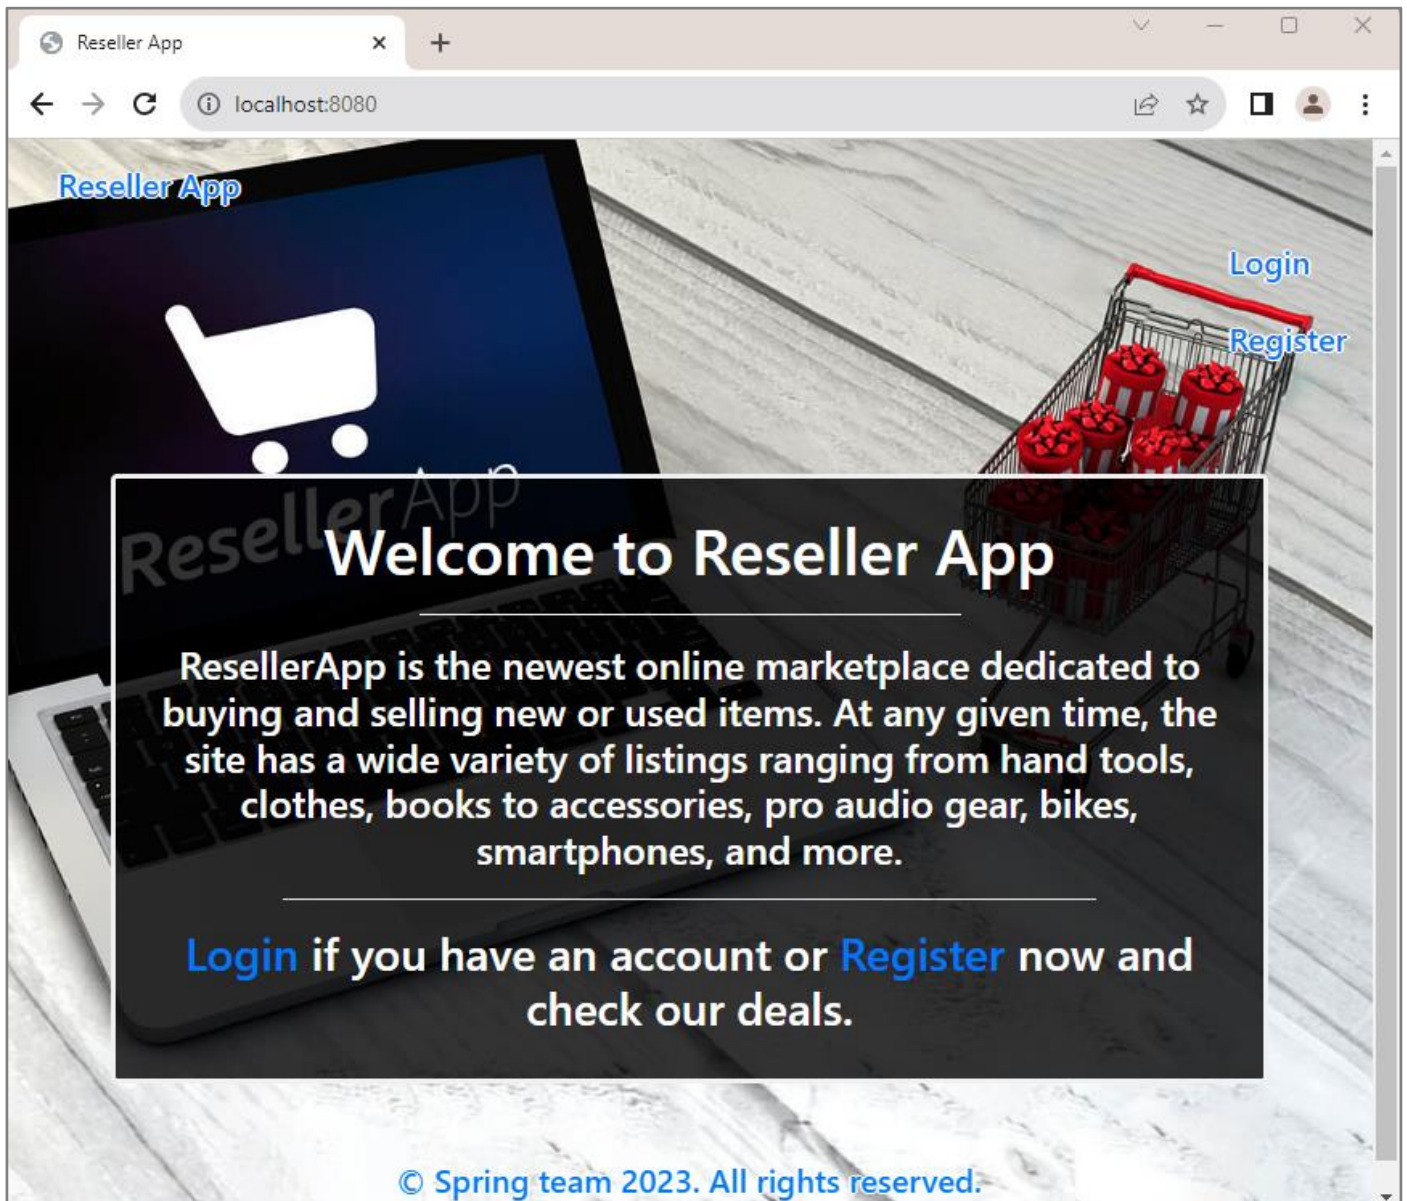 Reseller App
localhost:8080
Reseller App
Login
Register
ResellerApp
Welcome to Reseller App
ResellerApp is the newest online marketplace dedicated to
buying and selling new or used items. At any given time, the
site has a wide variety of listings ranging from hand tools,
clothes, books to accessories, pro audio gear, bikes,
smartphones, and more.
Login if you have an account or Register now and
check our deals.
© Spring team 2023. All rights reserved.